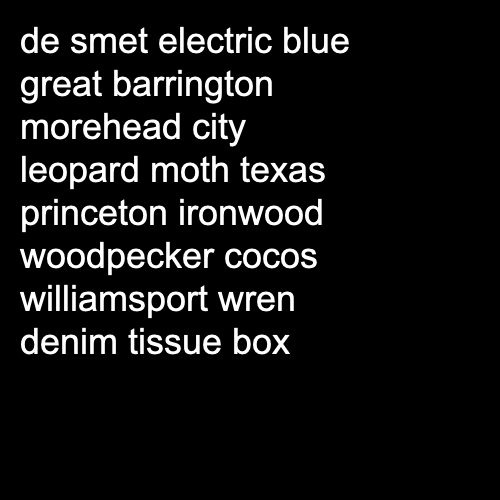 de smet electric blue
great barrington
morehead city
leopard moth texas
princeton ironwood
woodpecker cocos
williamsport wren
denim tissue box